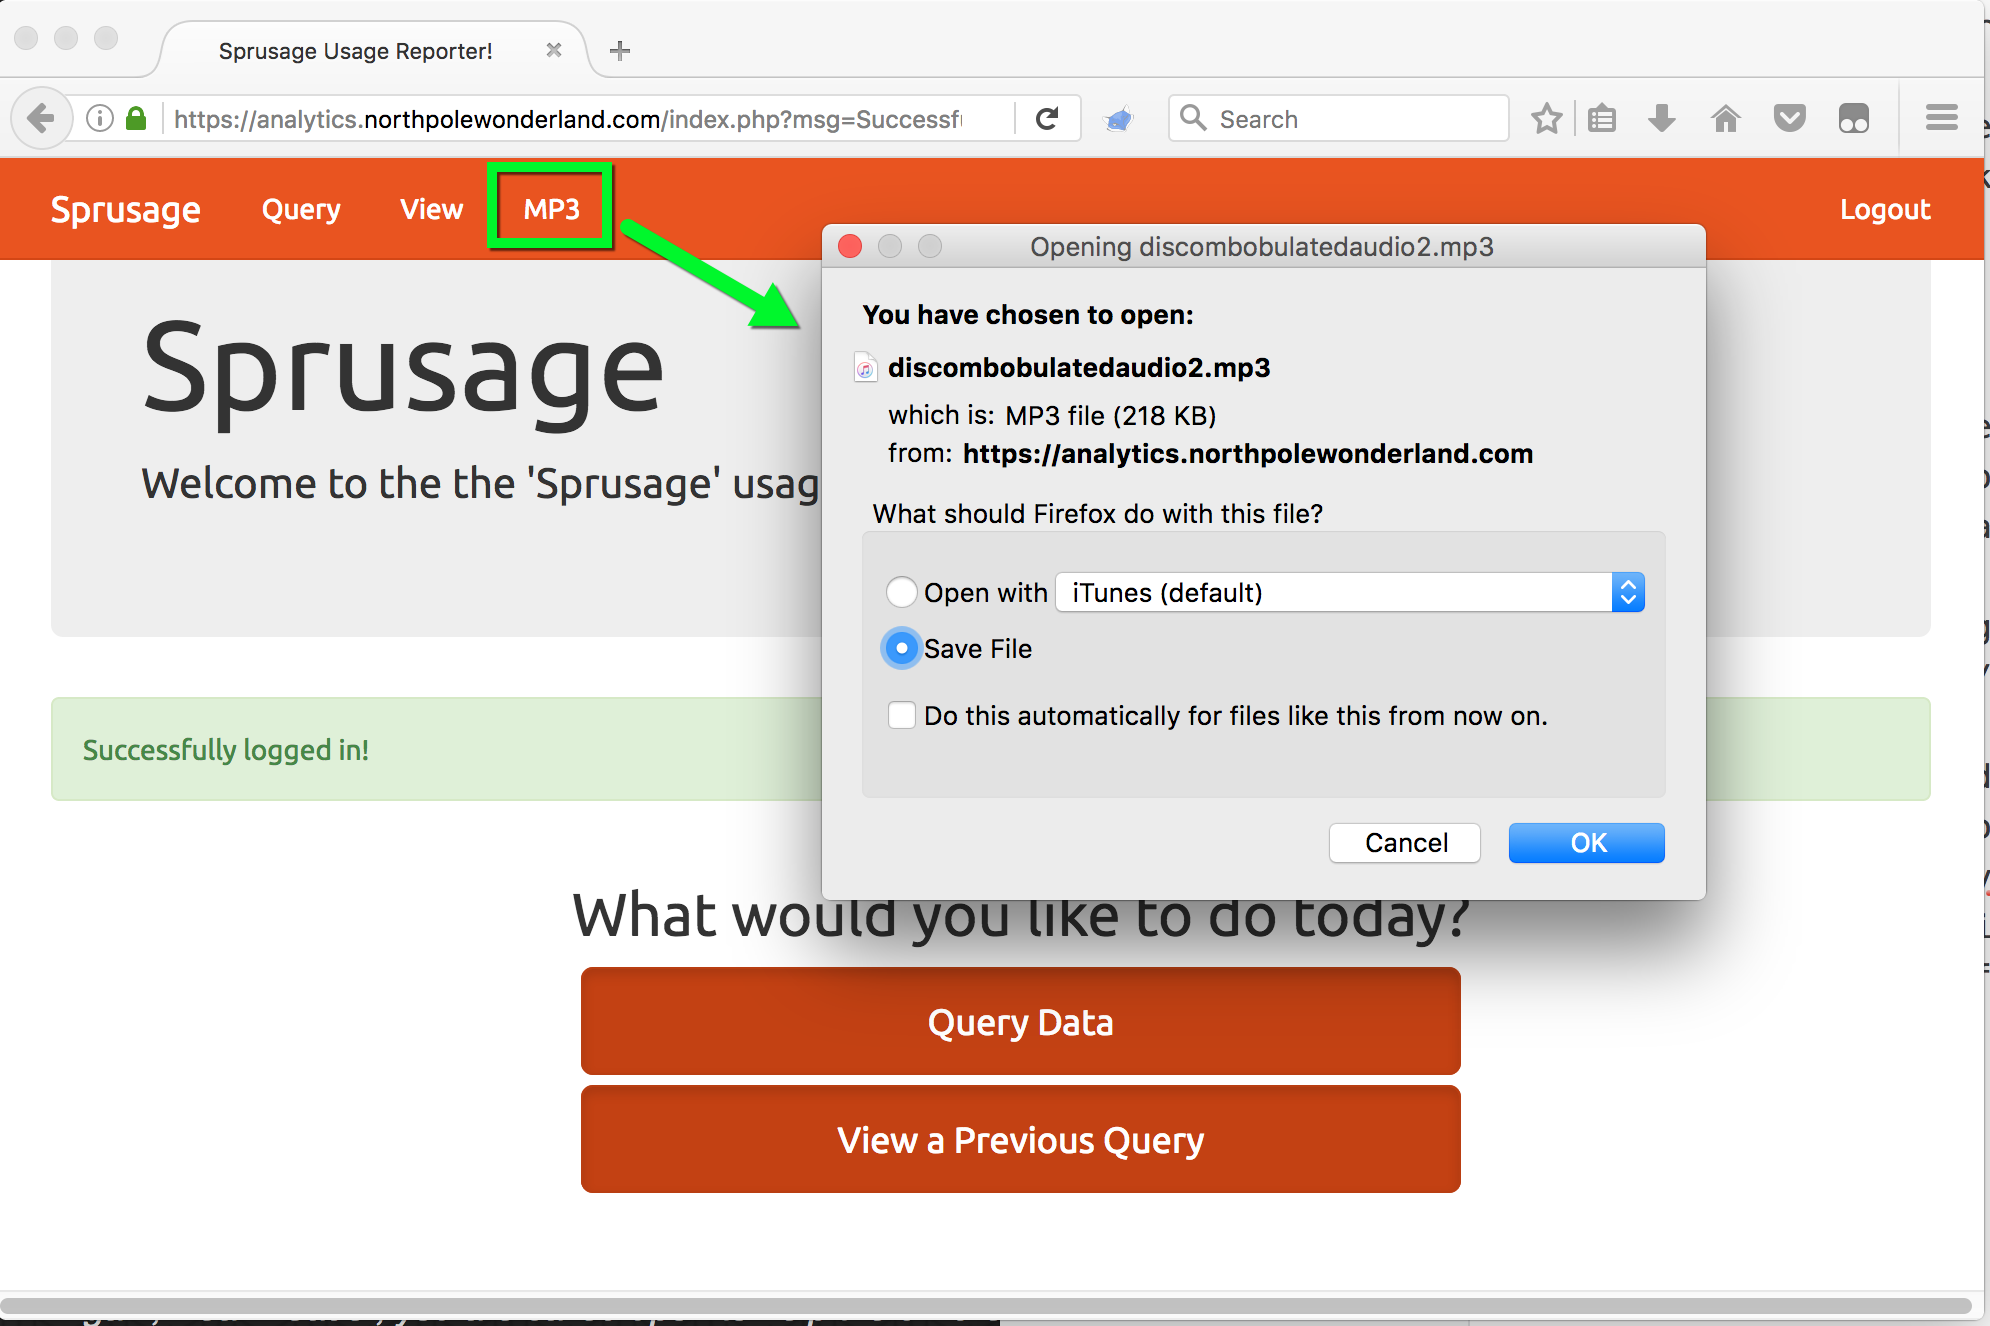 Sprusage Usage Reporter!
https://analytics.northpolewonderland.com/index.php?msg=Successfu
Search
Sprusage Query View MP3 Logout
Opening discombobulatedaudio2.mp3
You have chosen to open:
discombobulatedaudio2.mp3
which is: MP3 file (218 KB)
from: https://analytics.northpolewonderland.com
What should Firefox do with this file?
Open with iTunes (default)
Save File
Do this automatically for files like this from now on.
Cancel OK
Sprusage
Welcome to the the 'Sprusage' usag
Successfully logged in!
What would you like to do today?
Query Data
View a Previous Query